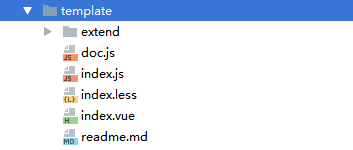 template
extend
doc.js
index.js
index.less
index.vue
readme.md